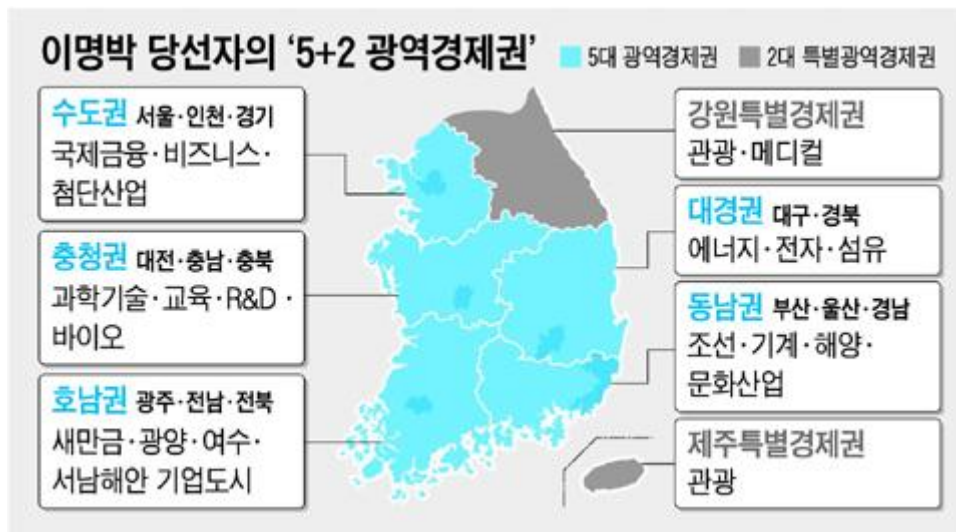 이명박 당선자의 '5+2 광역경제권'
5대 광역경제권
2대 특별광역경제권
수도권 서울·인천·경기
국제금융·비즈니스·
첨단산업
충청권 대전·충남·충북
과학기술·교육·R&D·
바이오
호남권 광주·전남·전북
새만금·광양·여수·
서남해안 기업도시
강원특별경제권
관광·메디컬
대경권 대구·경북
에너지·전자·섬유
동남권 부산·울산·경남
조선·기계·해양·
문화산업
제주특별경제권
관광